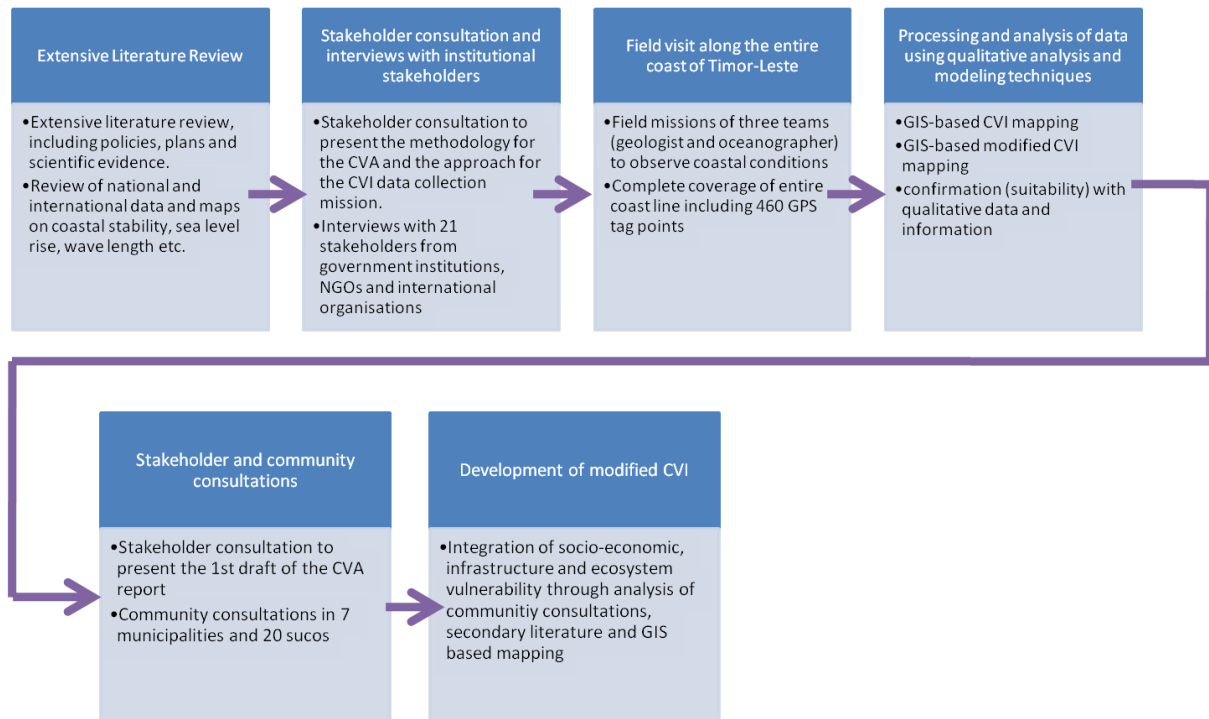 Extensive Literature Review
•Extensive literature review,
including policies, plans and
scientific evidence.
•Review of national and
international data and maps
on coastal stability, sea level
rise, wave length etc.
Stakeholder consultation and
interviews with institutional
stakeholders
•Stakeholder consultation to
present the methodology for
the CVA and the approach for
the CVI data collection
mission.
•Interviews with 21
stakeholders from
government institutions,
NGOs and international
organisations
Field visit along the entire
coast of Timor-Leste
•Field missions of three teams
(geologist and oceanographer)
to observe coastal conditions
•Complete coverage of entire
coast line including 460 GPS
tag points
Processing and analysis of data
using qualitative analysis and
modeling techniques
•GIS-based CVI mapping
•GIS-based modified CVI
mapping
•confirmation (suitability) with
qualitative data and
information
Stakeholder and community
consultations
•Stakeholder consultation to
present the 1st draft of the CVA
report
•Community consultations in 7
municipalities and 20 sucos
Development of modified CVI
•Integration of socio-economic,
infrastructure and ecosystem
vulnerability through analysis of
communitiy consultations,
secondary literature and GIS
based mapping